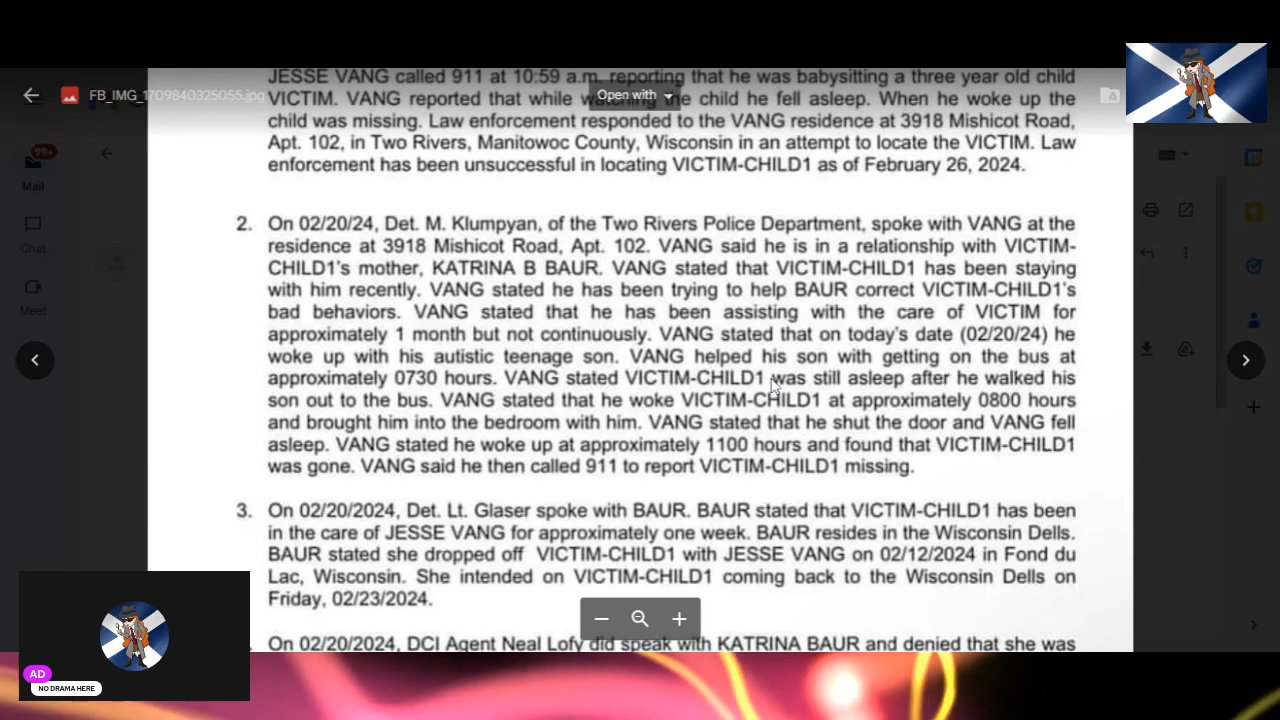 JESSE VANG called 911 at 10:59 a.m. reporting that he was babysitting a three year old child
FB_IMG_1709840325055.jpg
Open with
VICTIM. VANG reported that while watching the child he fell asleep. When he woke up the
child was missing. Law enforcement responded to the VANG residence at 3918 Mishicot Road,
Apt. 102, in Two Rivers, Manitowoc County, Wisconsin in an attempt to locate the VICTIM. Law
enforcement has been unsuccessful in locating VICTIM-CHILD1 as of February 26, 2024.
99+
Mail
Chat
Meet
2. On 02/20/24, Det. M. Klumpyan, of the Two Rivers Police Department, spoke with VANG at the
residence at 3918 Mishicot Road, Apt. 102. VANG said he is in a relationship with VICTIM-
CHILD1's mother, KATRINA B BAUR. VANG stated that VICTIM-CHILD1 has been staying
with him recently. VANG stated he has been trying to help BAUR correct VICTIM-CHILD1's
bad behaviors. VANG stated that he has been assisting with the care of VICTIM for
approximately 1 month but not continuously. VANG stated that on today's date (02/20/24) he
woke up with his autistic teenage son. VANG helped his son with getting on the bus at
approximately 0730 hours. VANG stated VICTIM-CHILD1 was still asleep after he walked his
son out to the bus. VANG stated that he woke VICTIM-CHILD1 at approximately 0800 hours
and brought him into the bedroom with him. VANG stated that he shut the door and VANG fell
asleep. VANG stated he woke up at approximately 1100 hours and found that VICTIM-CHILD1
was gone. VANG said he then called 911 to report VICTIM-CHILD1 missing.
3. On 02/20/2024, Det. Lt. Glaser spoke with BAUR. BAUR stated that VICTIM-CHILD1 has been
in the care of JESSE VANG for approximately one week. BAUR resides in the Wisconsin Dells.
BAUR stated she dropped off VICTIM-CHILD1 with JESSE VANG on 02/12/2024 in Fond du
Lac, Wisconsin. She intended on VICTIM-CHILD1 coming back to the Wisconsin Dells on
Friday, 02/23/2024.
On 02/20/2024, DCI Agent Neal Lofy did speak with KATRINA BAUR and denied that she was
AD
NO DRAMA HERE